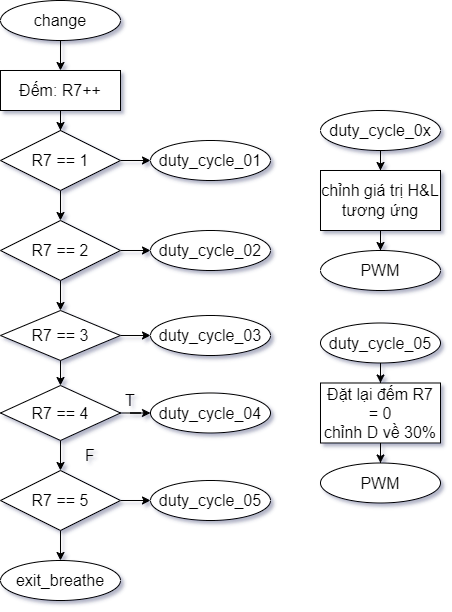 change
Đếm: R7++
R7 == 1
duty_cycle_01
R7 == 2
duty_cycle_02
R7 == 3
duty_cycle_03
R7 == 4
T
duty_cycle_04
F
R7 == 5
duty_cycle_05
exit_breathe
duty_cycle_0x
chỉnh giá trị H&L
tương ứng
PWM
duty_cycle_05
Đặt lại đếm R7
= 0
chỉnh D về 30%
PWM